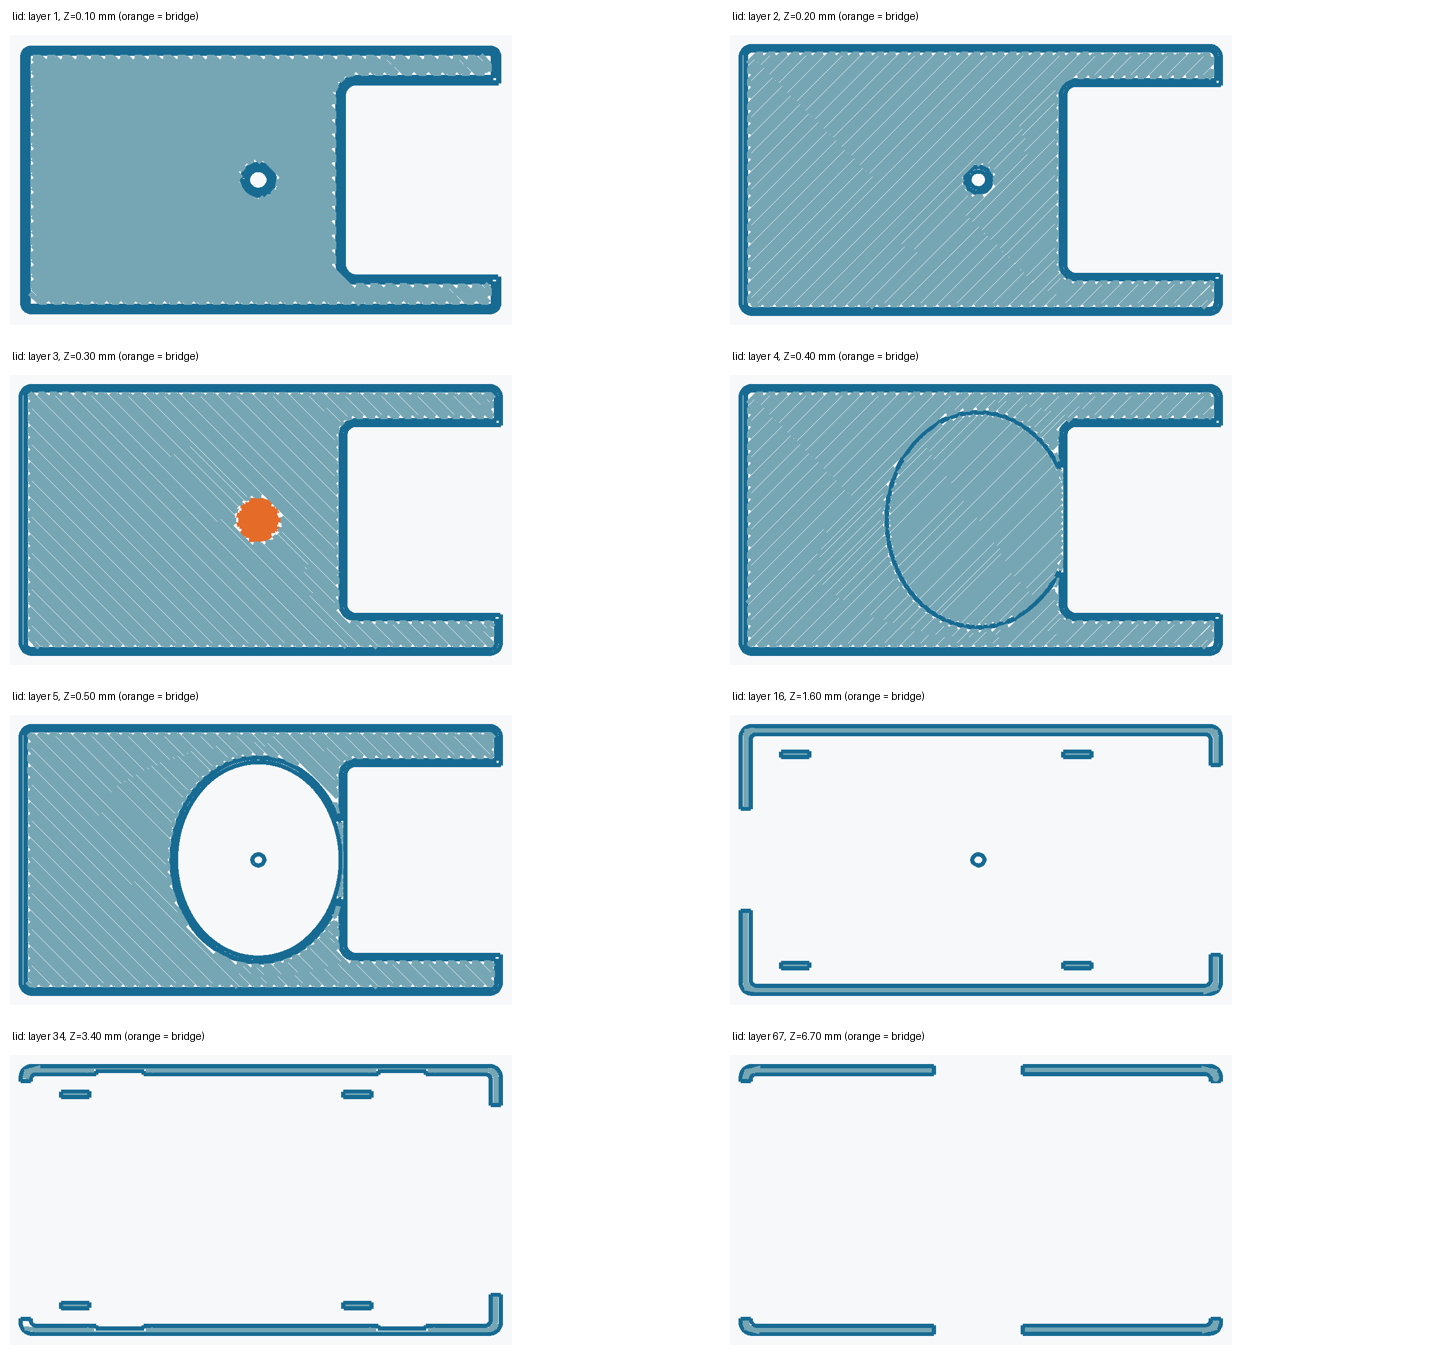 lid: layer 1, Z=0.10 mm (orange = bridge)
lid: layer 2, Z=0.20 mm (orange = bridge)
lid: layer 3, Z=0.30 mm (orange = bridge)
lid: layer 4, Z=0.40 mm (orange = bridge)
lid: layer 5, Z=0.50 mm (orange = bridge)
lid: layer 16, Z=1.60 mm (orange = bridge)
lid: layer 34, Z=3.40 mm (orange = bridge)
lid: layer 67, Z=6.70 mm (orange = bridge)